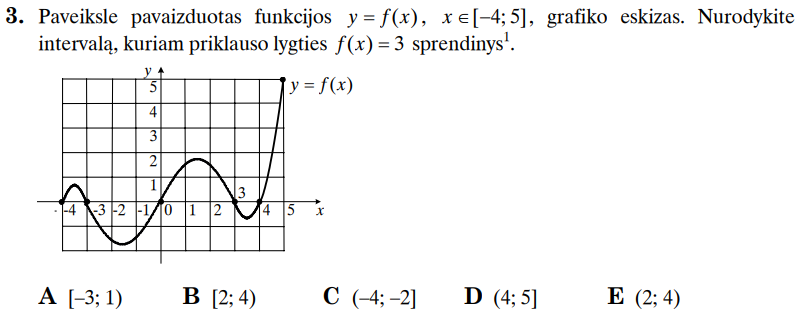 3. Paveiksle pavaizduotas funkcijos y = f(x), x ∈ [–4; 5], grafiko eskizas. Nurodykite
intervalą, kuriam priklauso lygties f(x) = 3 sprendinys¹.
y
5
y = f(x)
4
3
2
1
3
-4 -3 -2 -1 0 1 2 4 5 x
A [–3; 1) B [2; 4) C (–4; –2] D (4; 5] E (2; 4)